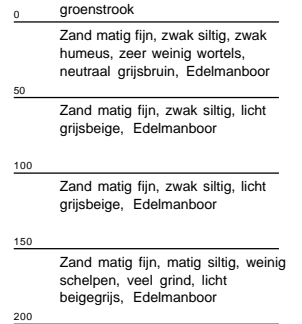 0 groenstrook
Zand matig fijn, zwak siltig, zwak
humeus, zeer weinig wortels,
neutraal grijsbruin, Edelmanboor
50
Zand matig fijn, zwak siltig, licht
grijsbeige, Edelmanboor
100
Zand matig fijn, zwak siltig, licht
grijsbeige, Edelmanboor
150
Zand matig fijn, matig siltig, weinig
schelpen, veel grind, licht
beigegrijs, Edelmanboor
200